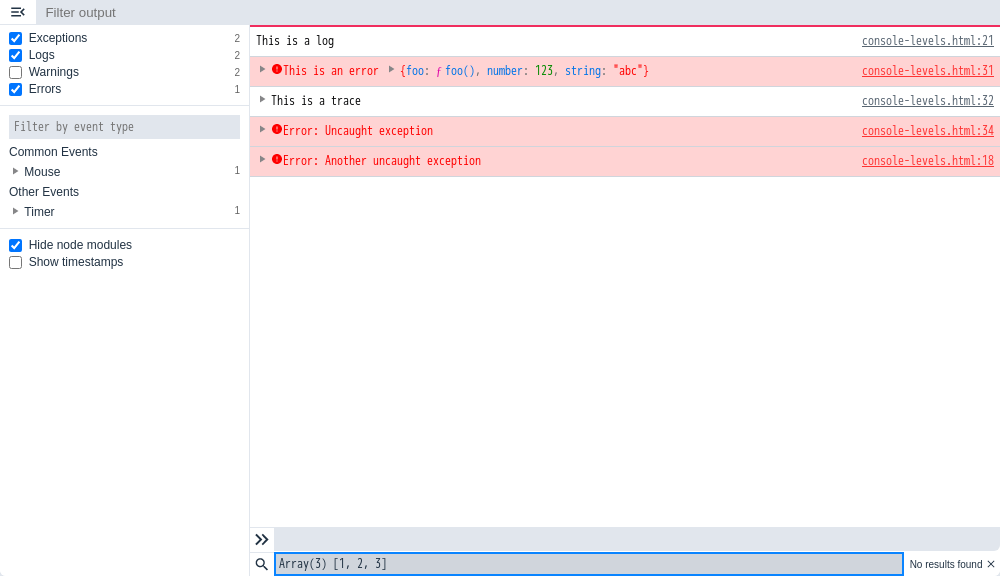 Filter output
Exceptions 2
Logs 2
Warnings 2
Errors 1
Filter by event type
Common Events
Mouse 1
Other Events
Timer 1
Hide node modules
Show timestamps
This is a log console-levels.html:21
This is an error {foo: ƒ foo(), number: 123, string: "abc"} console-levels.html:31
This is a trace console-levels.html:32
Error: Uncaught exception console-levels.html:34
Error: Another uncaught exception console-levels.html:18
Array(3) [1, 2, 3] No results found